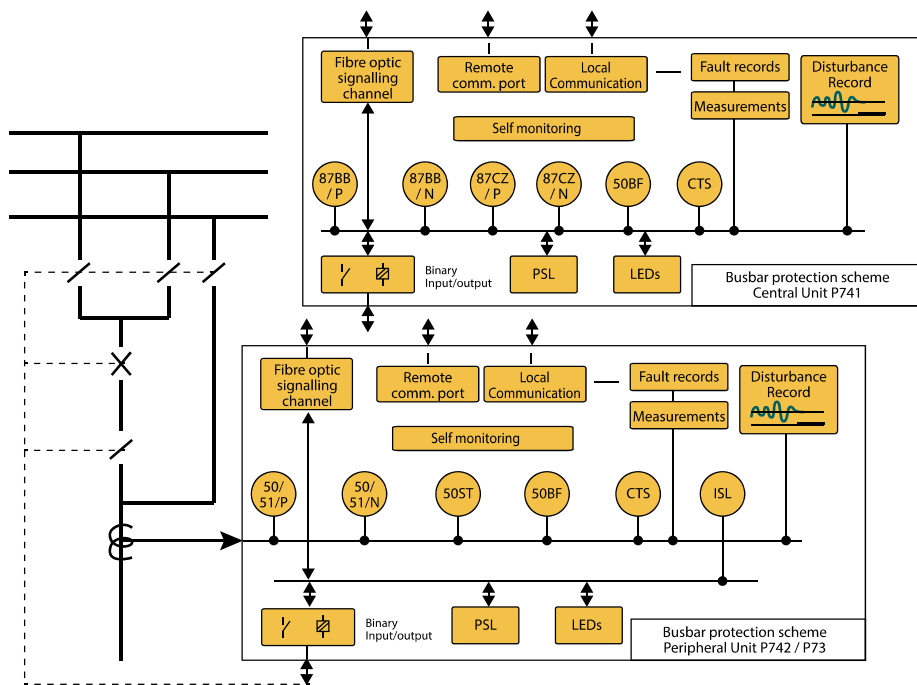 Fibre optic
signalling
channel
Remote
comm. port
Local
Communication
Fault records
Measurements
Disturbance
Record
Self monitoring
87BB
/ P
87BB
/ N
87CZ
/ P
87CZ
/ N
50BF
CTS
Binary
Input/output
PSL
LEDs
Busbar protection scheme
Central Unit P741
Fibre optic
signalling
channel
Remote
comm. port
Local
Communication
Fault records
Measurements
Disturbance
Record
Self monitoring
50/
51/P
50/
51/N
50ST
50BF
CTS
ISL
Binary
Input/output
PSL
LEDs
Busbar protection scheme
Peripheral Unit P742 / P73